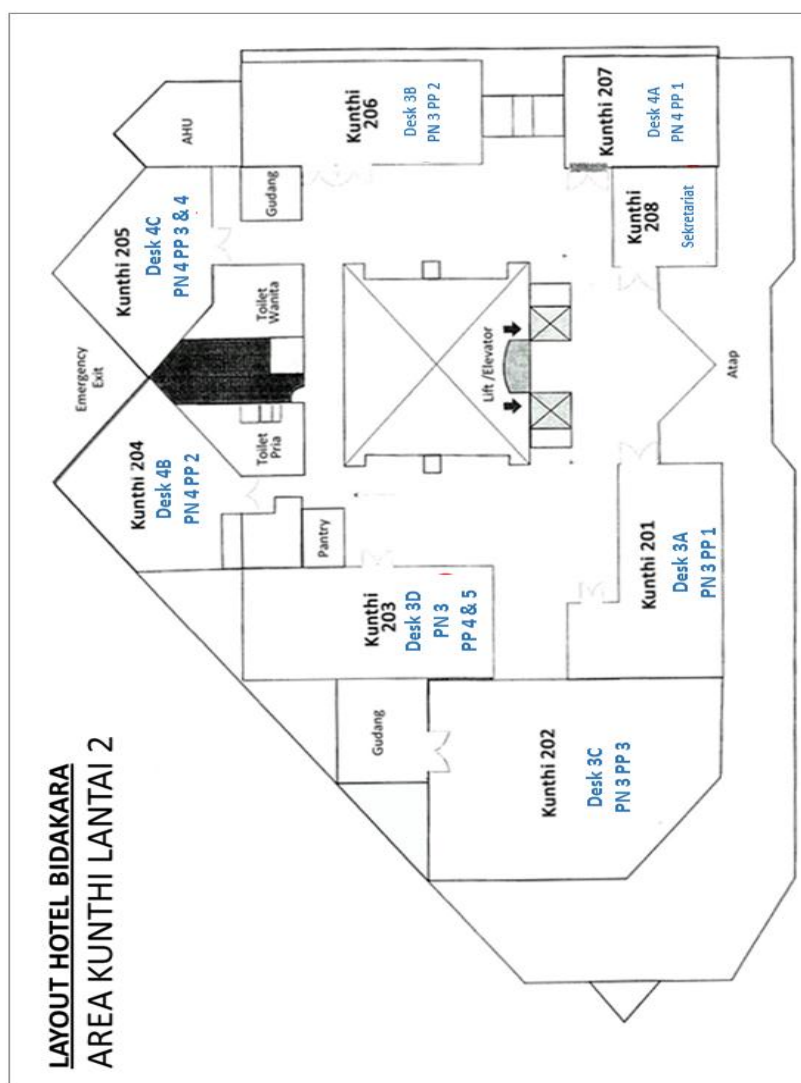 LAYOUT HOTEL BIDAKARA
AREA KUNTHI LANTAI 2
Emergency
Exit
AHU
Kunthi 204
Desk 4B
PN 4 PP 2
Kunthi 205
Desk 4C
PN 4 PP 3 & 4
Toilet
Pria
Toilet
Wanita
Gudang
Pantry
Kunthi
203
Desk 3D
PN 3
PP 4 & 5
Kunthi
206
Desk 3B
PN 3 PP 2
Gudang
Lift /Elevator
Kunthi 202
Desk 3C
PN 3 PP 3
Kunthi 201
Desk 3A
PN 3 PP 1
Kunthi
208
Sekretariat
Kunthi 207
Desk 4A
PN 4 PP 1
Atap